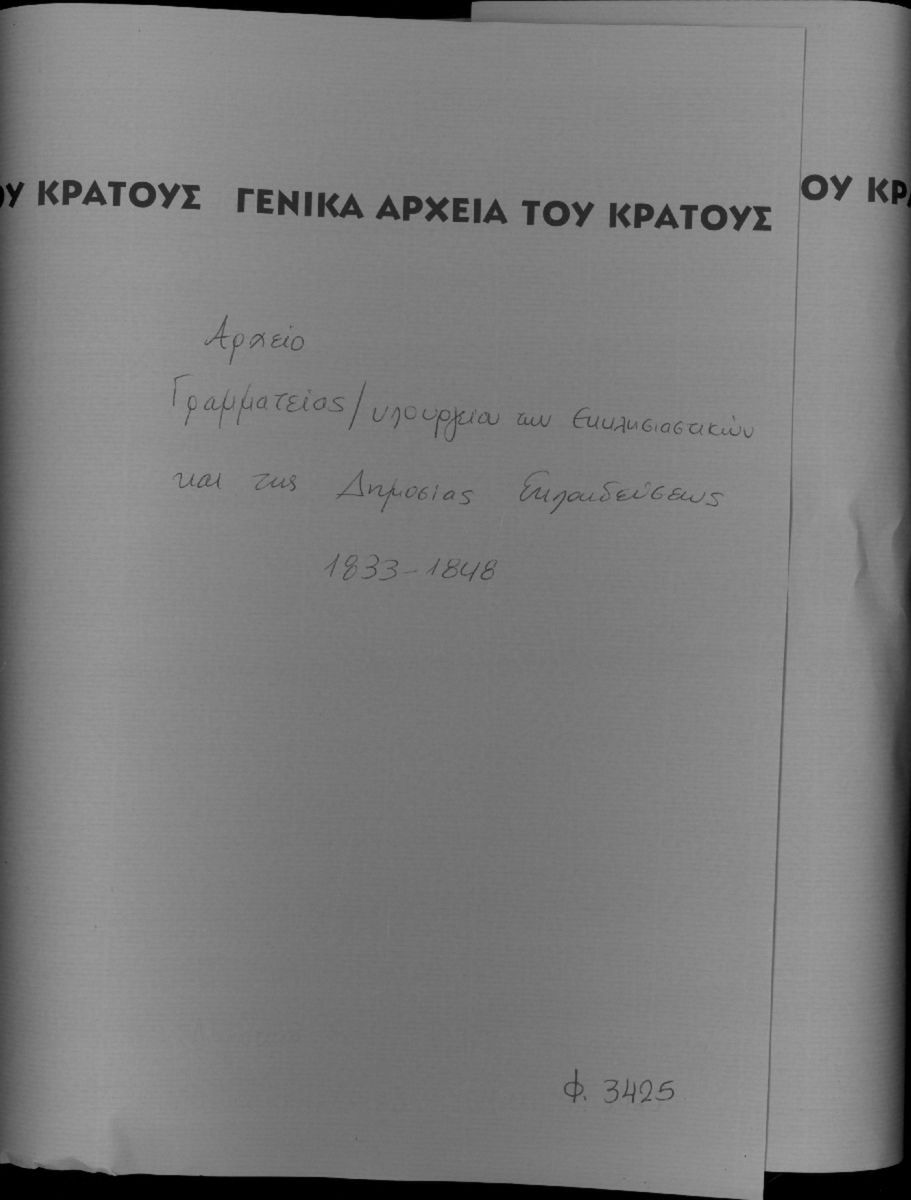 ΟΥ ΚΡΑΤΟΥΣ ΓΕΝΙΚΑ ΑΡΧΕΙΑ ΤΟΥ ΚΡΑΤΟΥΣ ΟΥ ΚΡΑ
Αρχείο
Γραμματείας/υπουργείου των Εκκλησιαστικών
και της Δημοσίας Εκπαιδεύσεως
1833-1848
Φ. 3425